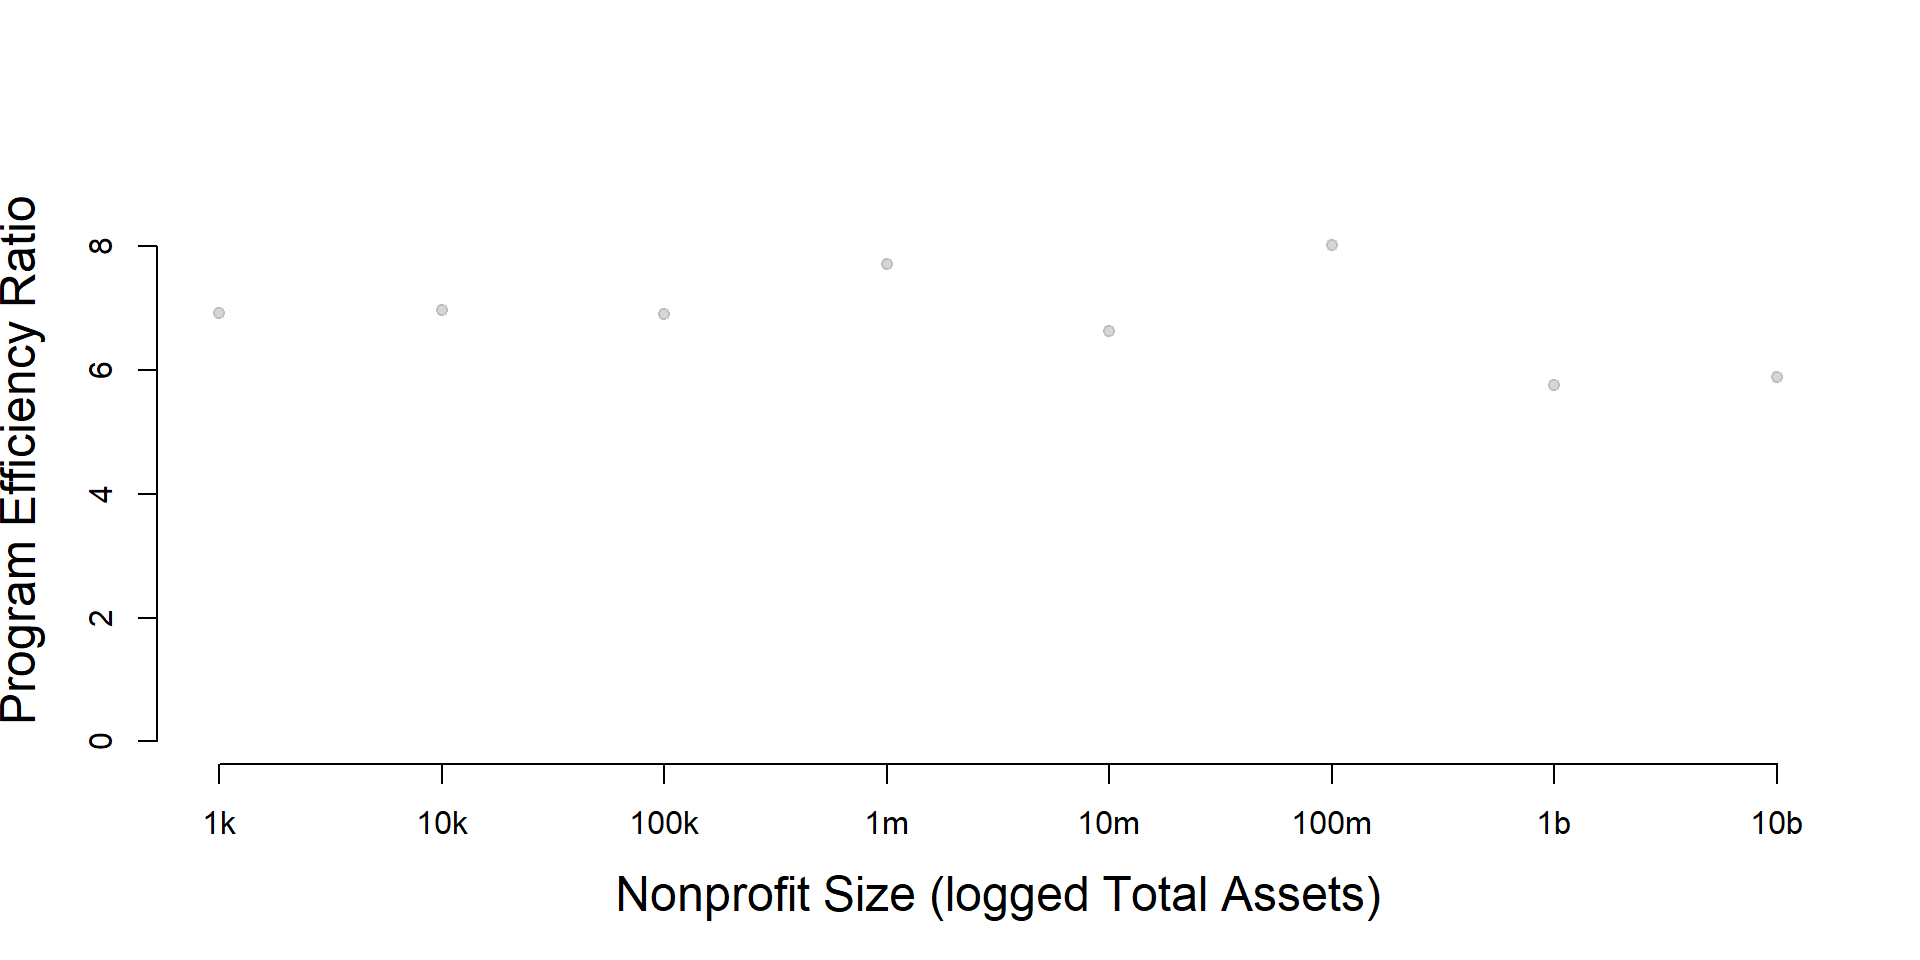 Program Efficiency Ratio
8
6
4
2
0
1k 10k 100k 1m 10m 100m 1b 10b
Nonprofit Size (logged Total Assets)